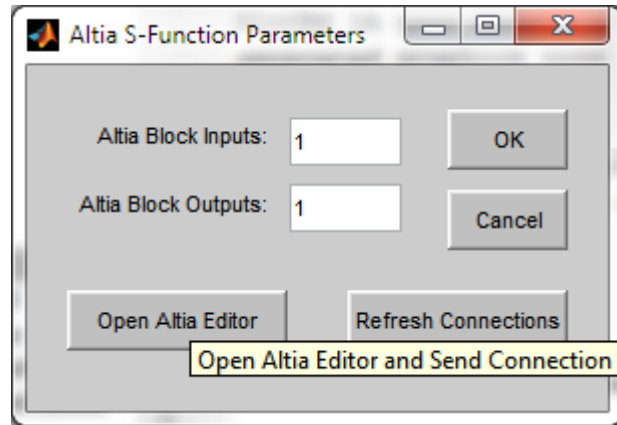 Altia S-Function Parameters
Altia Block Inputs: 1 OK
Altia Block Outputs: 1 Cancel
Open Altia Editor Refresh Connections
Open Altia Editor and Send Connection